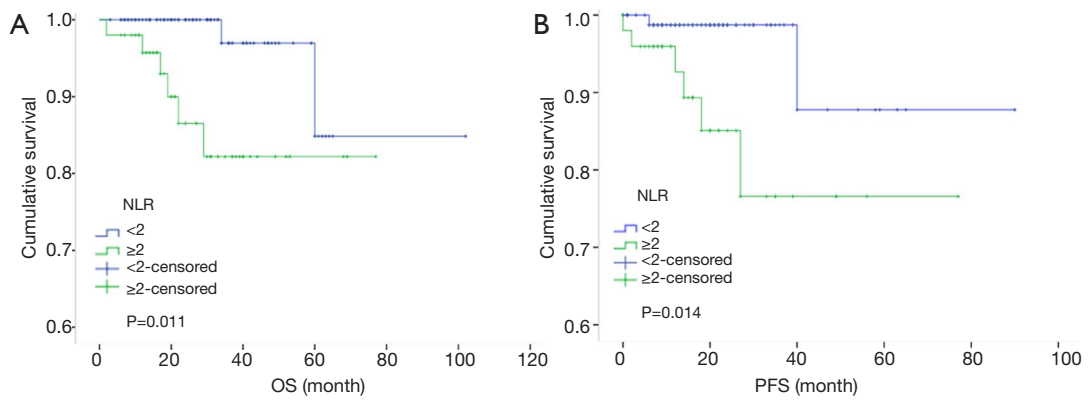 A
Cumulative survival
1.0
0.9
0.8
0.7
0.6
NLR
<2
≥2
<2-censored
≥2-censored
P=0.011
0 20 40 60 80 100 120
OS (month)
B
Cumulative survival
1.0
0.9
0.8
0.7
0.6
NLR
<2
≥2
<2-censored
≥2-censored
P=0.014
0 20 40 60 80 100
PFS (month)